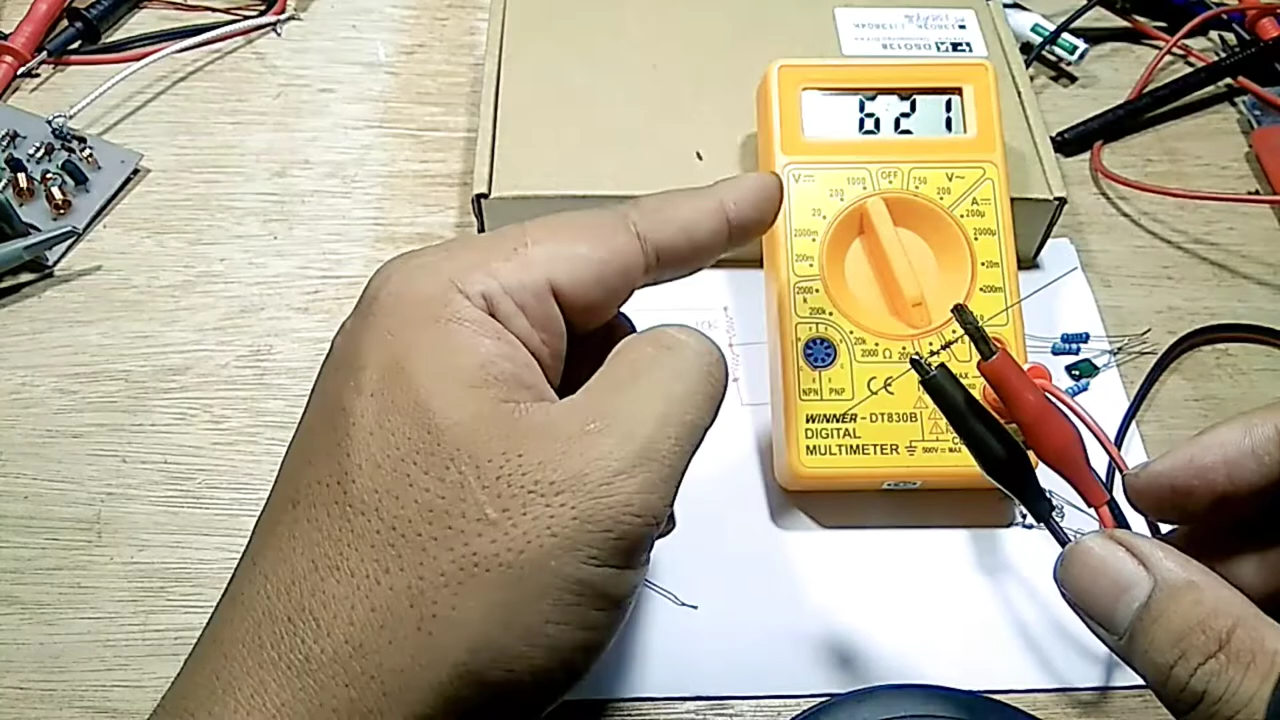 DSO138
621
V⎓
1000
OFF
750
V~
200
200
A⎓
20
200µ
2000m
2000µ
200m
20m
2000
k
200m
200k
20k
2000
Ω
NPN
PNP
CE
MAX
WINNER-DT830B
DIGITAL
MULTIMETER
500V⎓ MAX